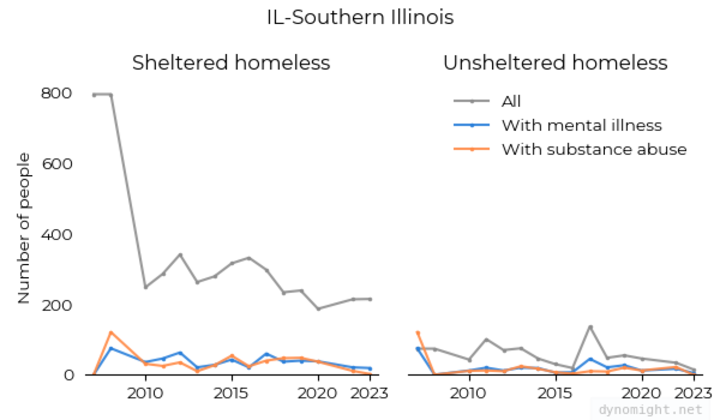 IL-Southern Illinois
Sheltered homeless
Unsheltered homeless
Number of people
800
600
400
200
0
All
With mental illness
With substance abuse
2010
2015
2020
2023
2010
2015
2020
2023
dynomight.net